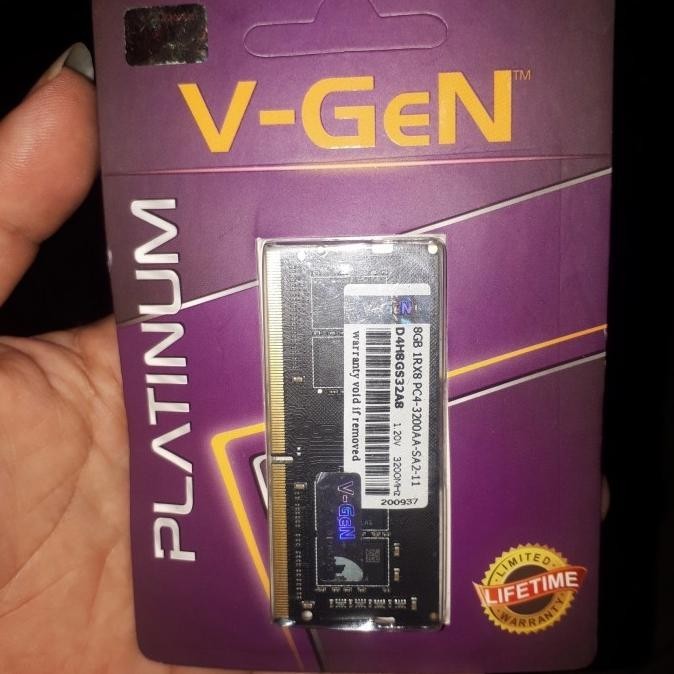 V-GeN™
PLATINUM
8GB 1RX8 PC4-3200AA-SA2-11
D4H8GS32A8
1.20V 3200MHz
warranty void if removed
200937
V-GeN
LIMITED
LIFETIME
WARRANTY